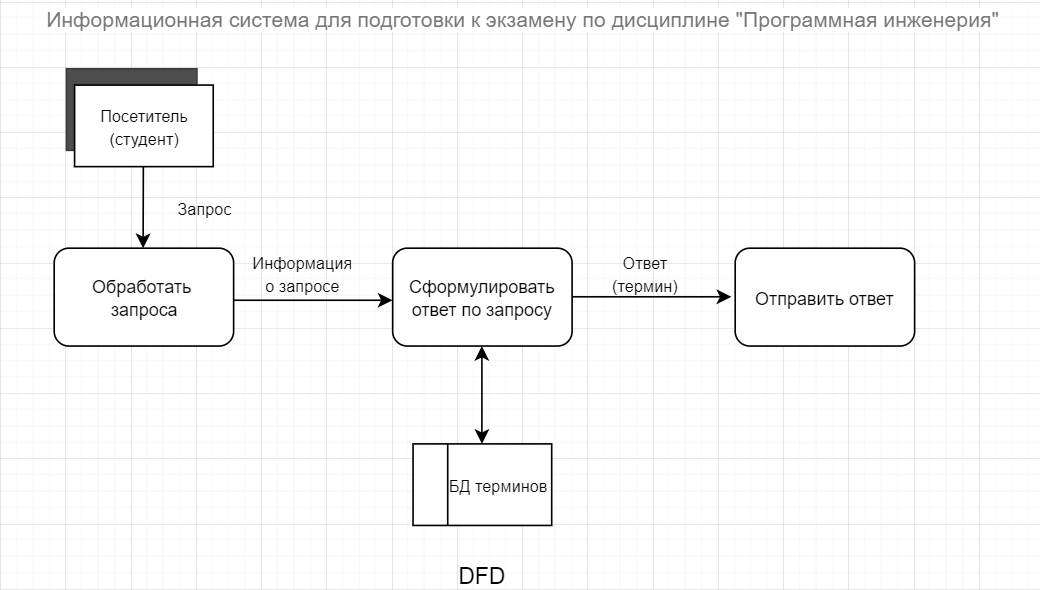 Информационная система для подготовки к экзамену по дисциплине "Программная инженерия"
Посетитель
(студент)
Запрос
Обработать
запроса
Информация
о запросе
Сформулировать
ответ по запросу
Ответ
(термин)
Отправить ответ
БД терминов
DFD